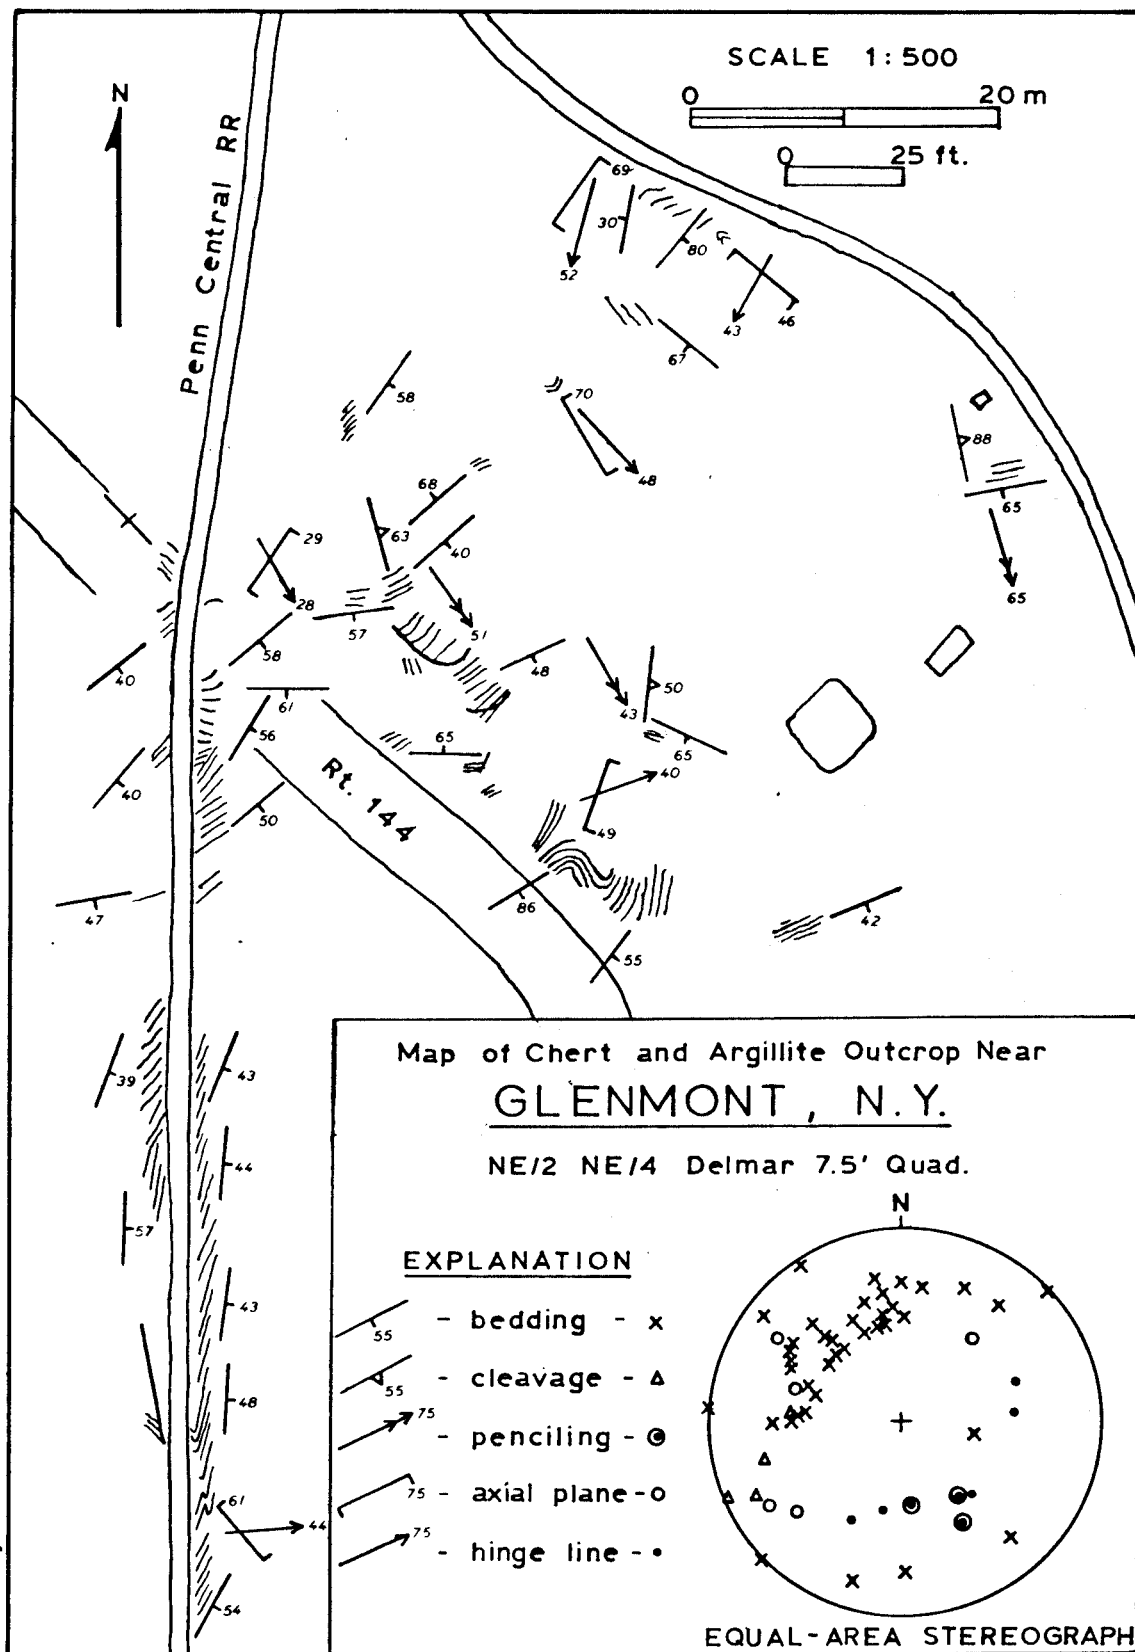 SCALE 1:500
0 20 m
0 25 ft.
N
Penn Central RR
69
30
80
52
43
46
67
58
70
48
88
65
65
68
63
40
29
28
57
51
58
48
40
61
56
65
43
50
65
40
Rt. 144
40
50
49
86
47
42
55
39
43
44
57
43
48
61
44
54
Map of Chert and Argillite Outcrop Near
GLENMONT, N.Y.
NE/2 NE/4 Delmar 7.5' Quad.
N
EXPLANATION
55 - bedding - x
55 - cleavage - Δ
75 - penciling -
75 - axial plane - o
75 - hinge line - •
EQUAL-AREA STEREOGRAPH